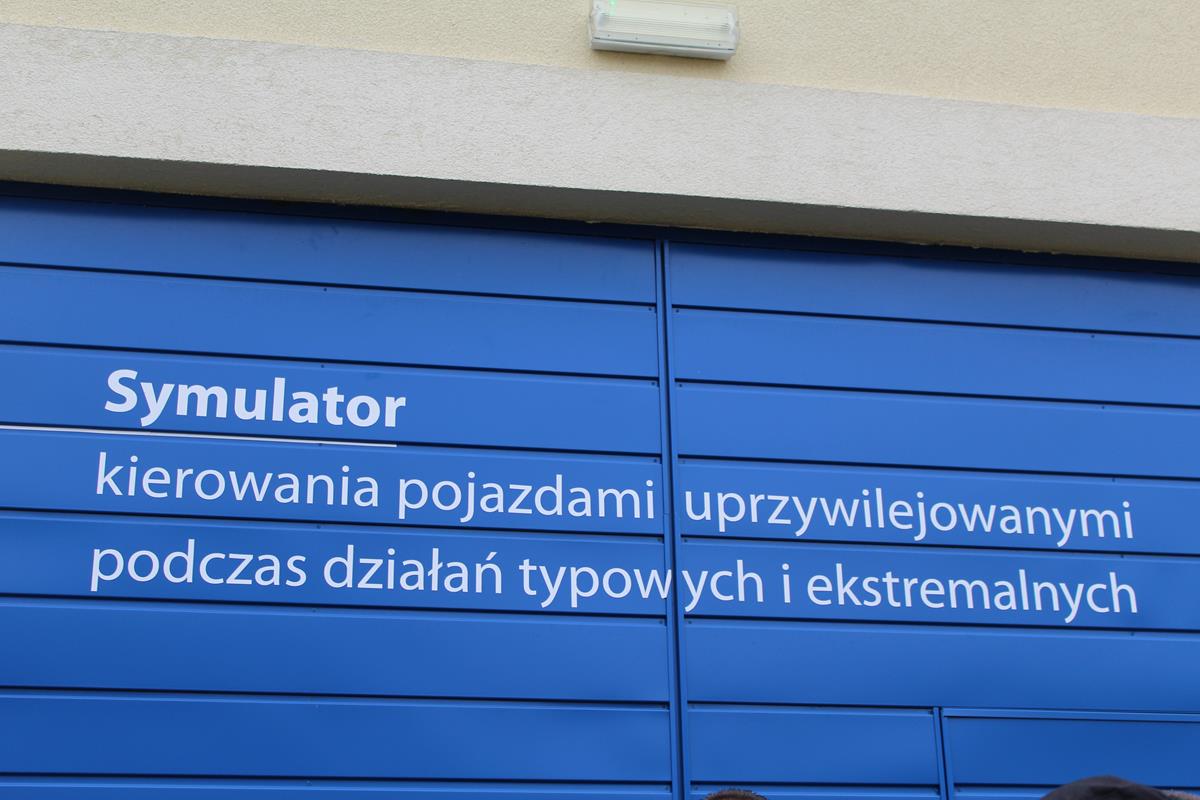 Symulator
kierowania pojazdami uprzywilejowanymi
podczas działań typowych i ekstremalnych